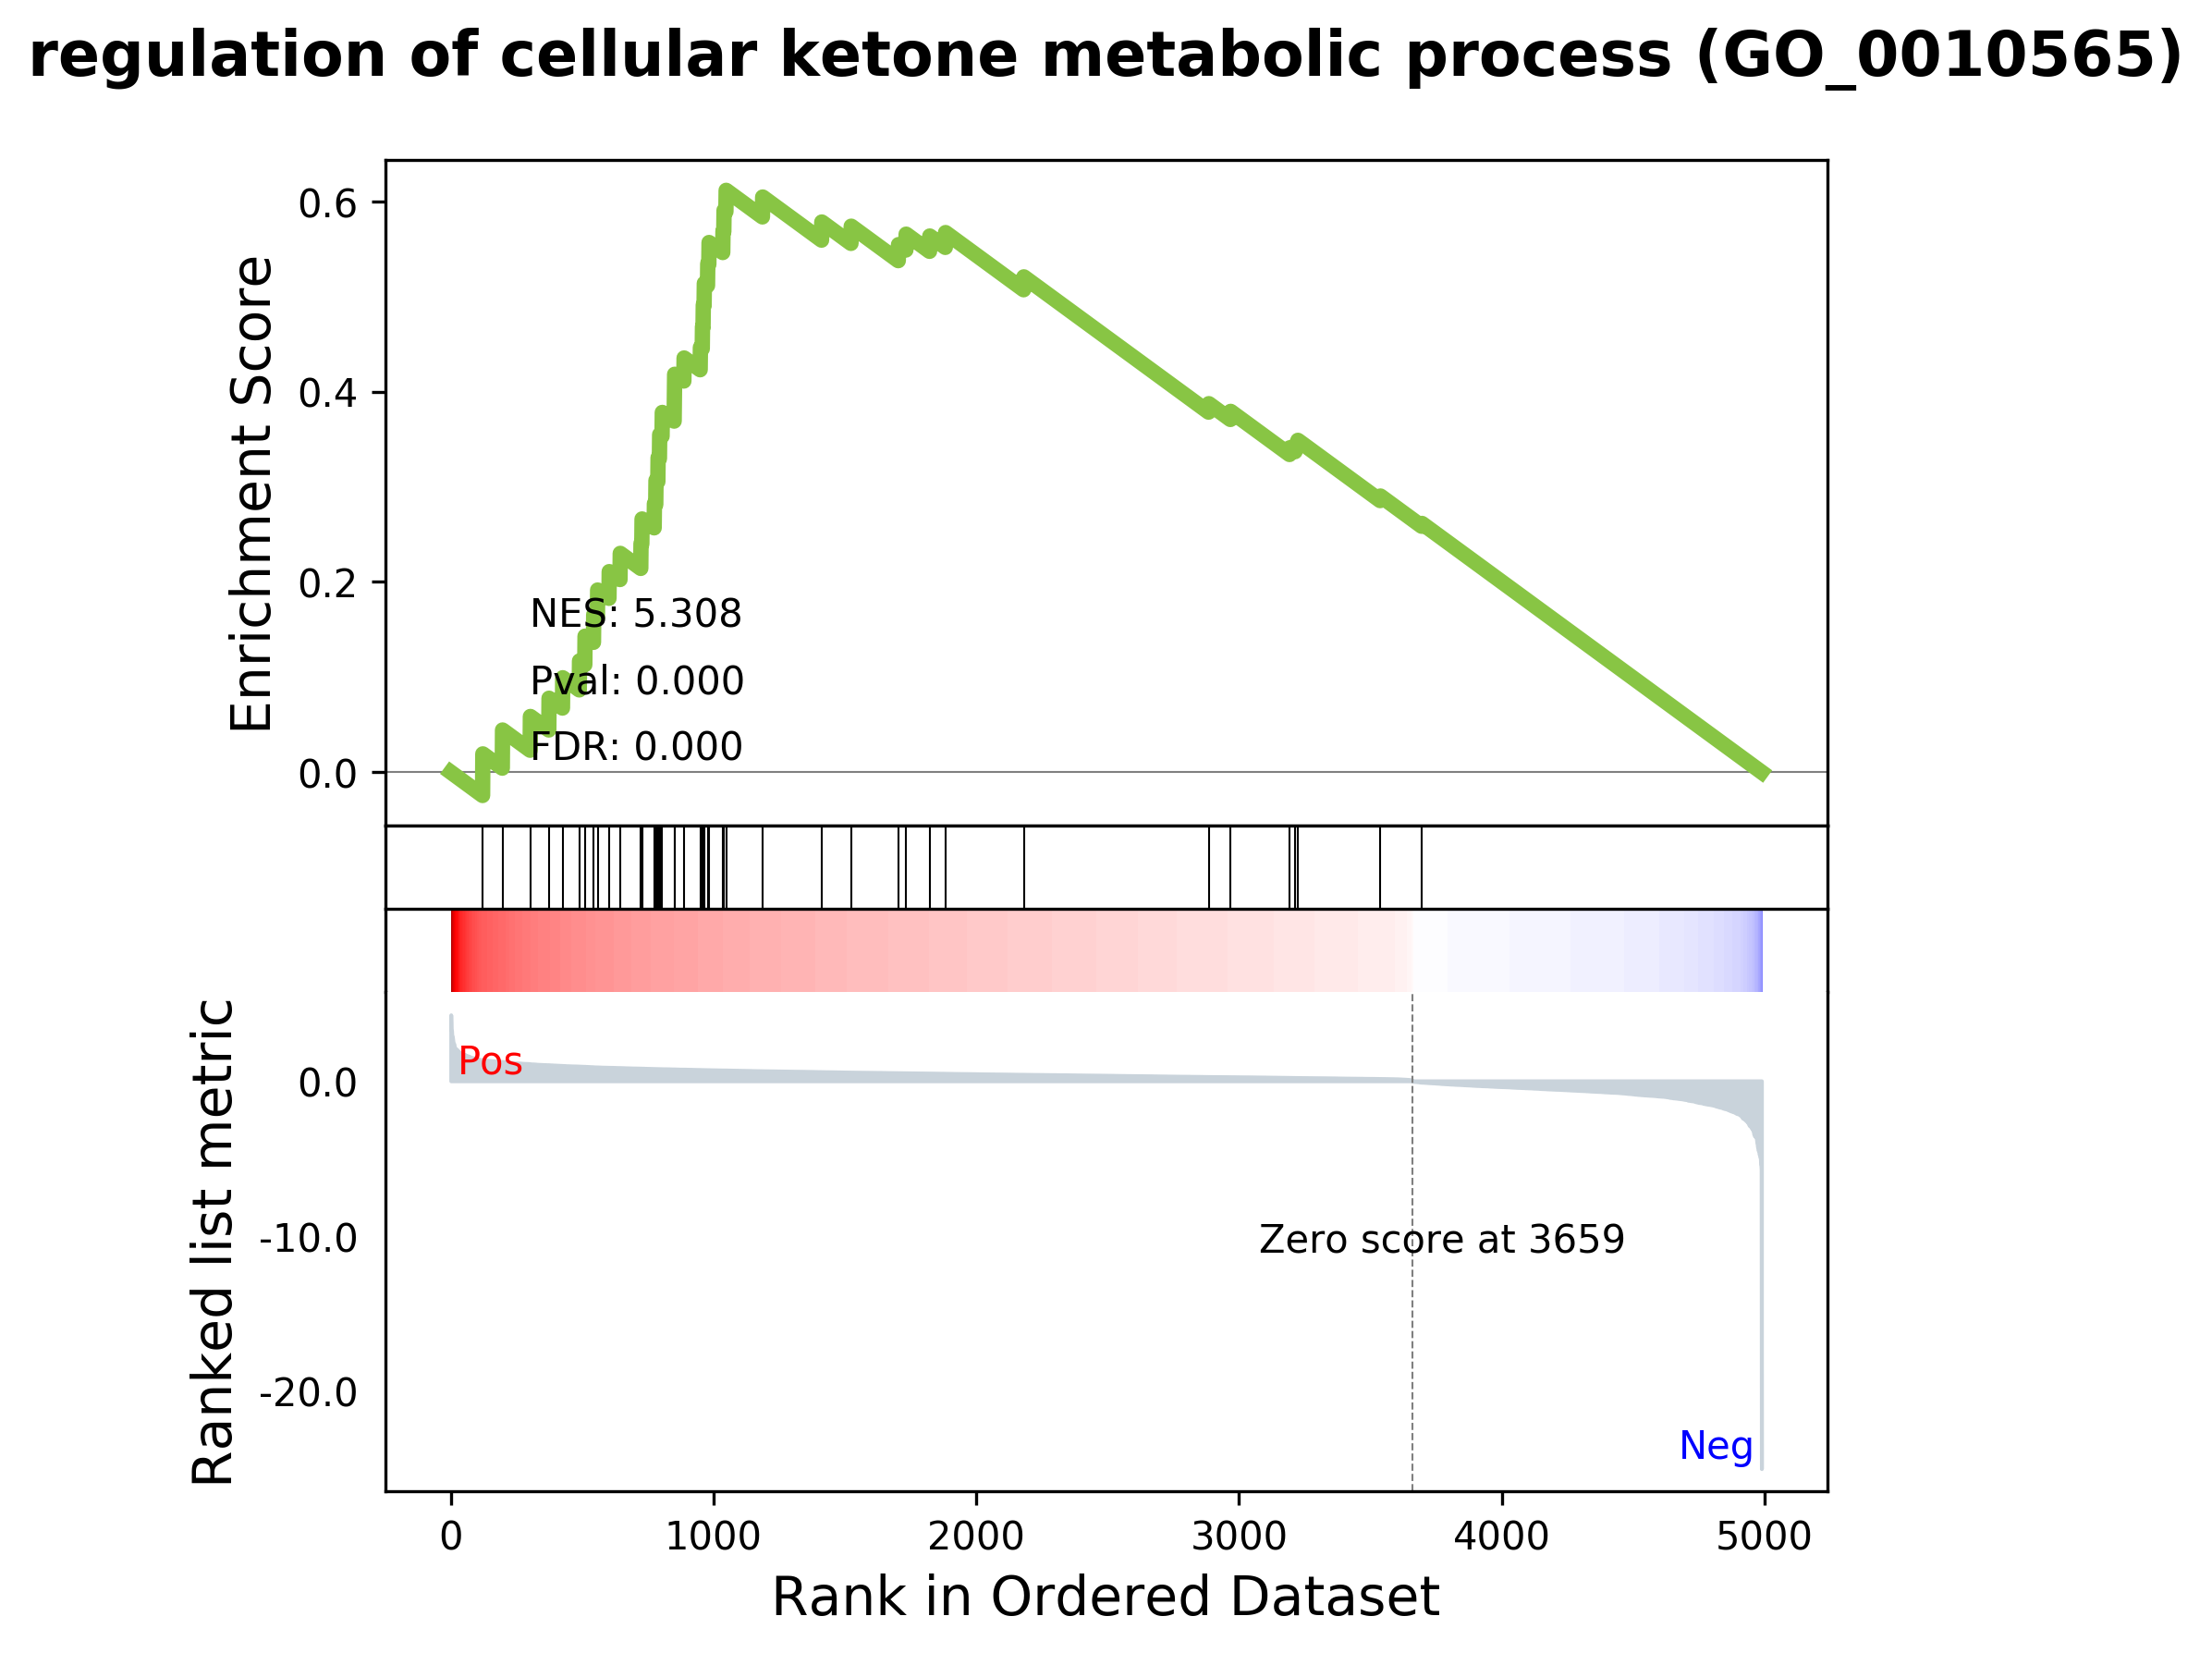 regulation of cellular ketone metabolic process (GO_0010565)
Enrichment Score
0.6
0.4
0.2
0.0
NES: 5.308
Pval: 0.000
FDR: 0.000
Ranked list metric
0.0
-10.0
-20.0
Pos
Zero score at 3659
Neg
0 1000 2000 3000 4000 5000
Rank in Ordered Dataset